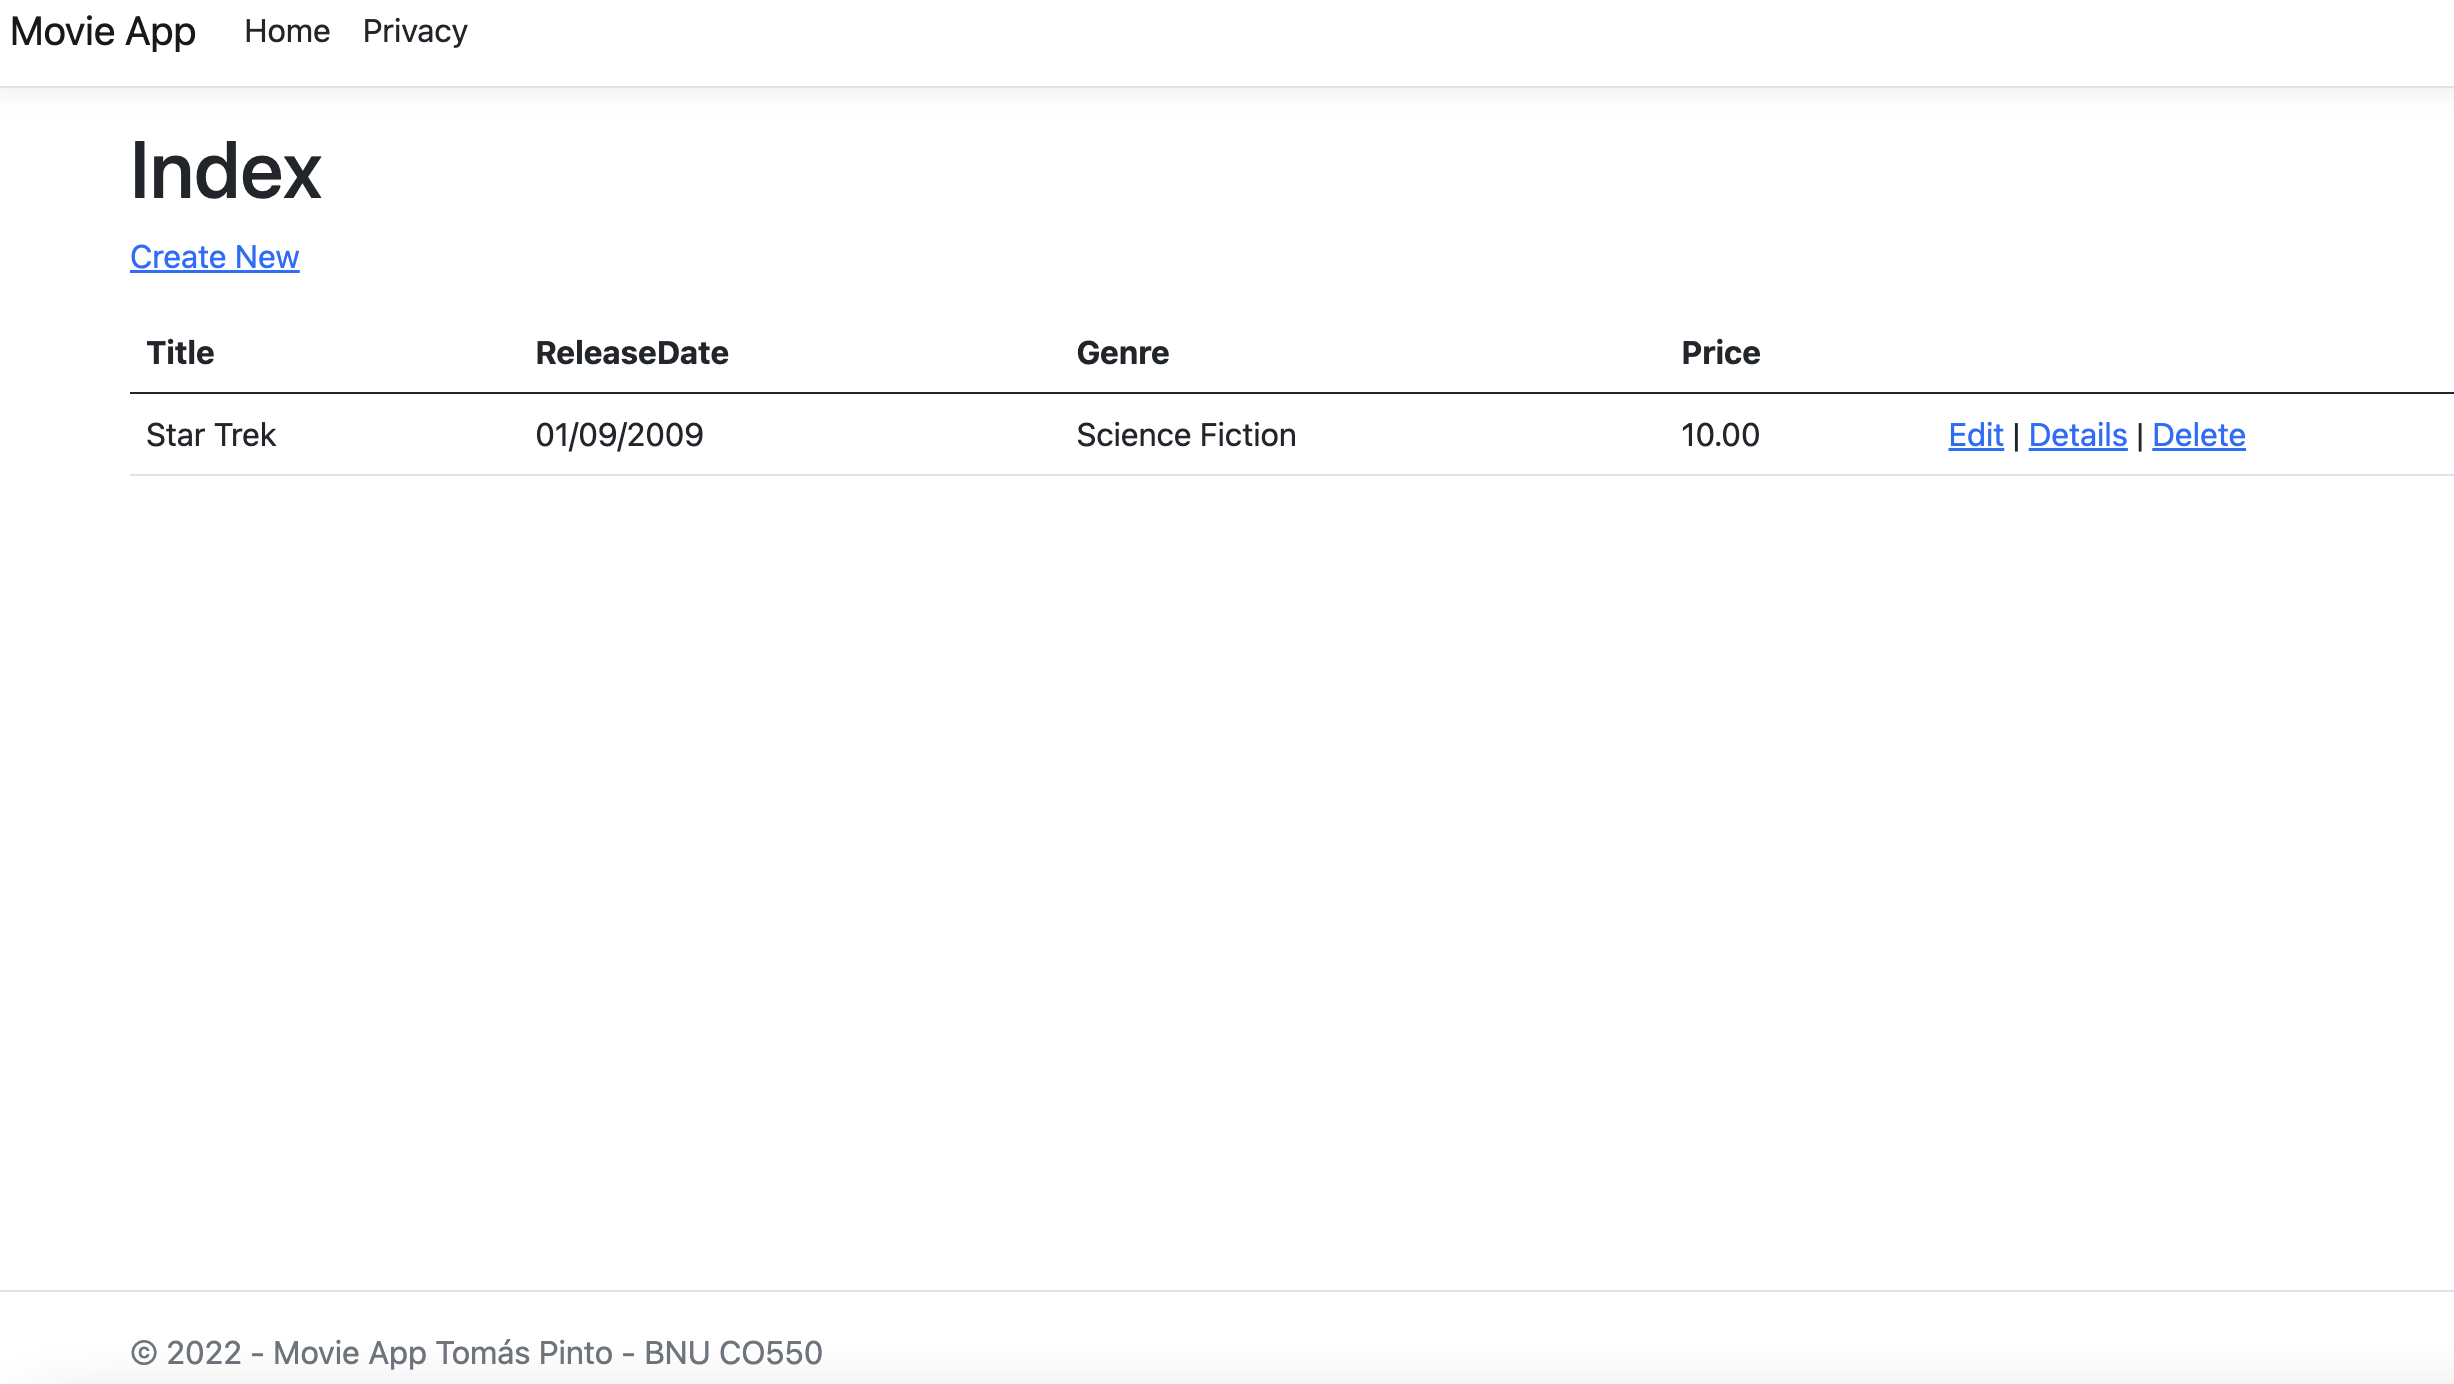 Movie App Home Privacy
Index
Create New
Title ReleaseDate Genre Price
Star Trek 01/09/2009 Science Fiction 10.00 Edit | Details | Delete
© 2022 - Movie App Tomás Pinto - BNU CO550